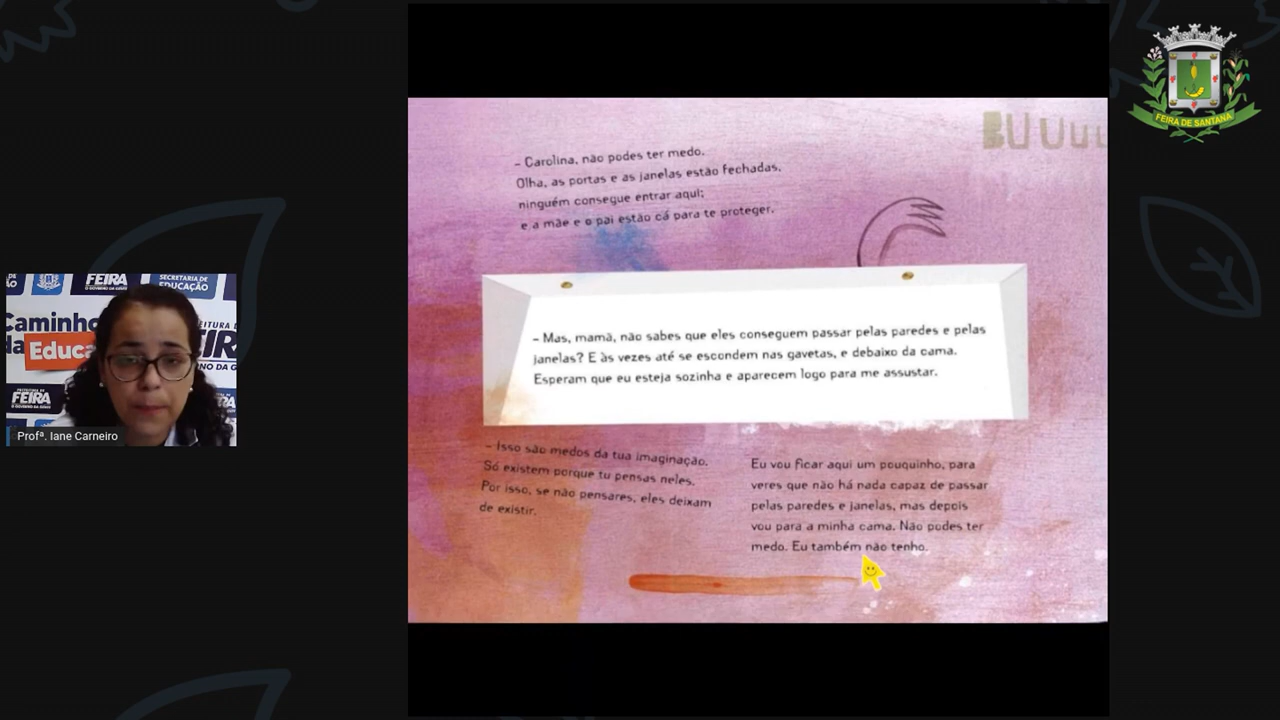 BUUuu
– Carolina, não podes ter medo.
Olha, as portas e as janelas estão fechadas,
ninguém consegue entrar aqui;
e a mãe e o pai estão cá para te proteger.
– Mas, mamã, não sabes que eles conseguem passar pelas paredes e pelas
janelas? E às vezes até se escondem nas gavetas, e debaixo da cama.
Esperam que eu esteja sozinha e aparecem logo para me assustar.
– Isso são medos da tua imaginação.
Só existem porque tu pensas neles.
Por isso, se não pensares, eles deixam
de existir.
Eu vou ficar aqui um pouquinho, para
veres que não há nada capaz de passar
pelas paredes e janelas, mas depois
vou para a minha cama. Não podes ter
medo. Eu também não tenho.
FEIRA DE SANTANA
FEIRA
SECRETARIA DE
EDUCAÇÃO
Caminho
da Educa
FEIRA
Profª. Iane Carneiro